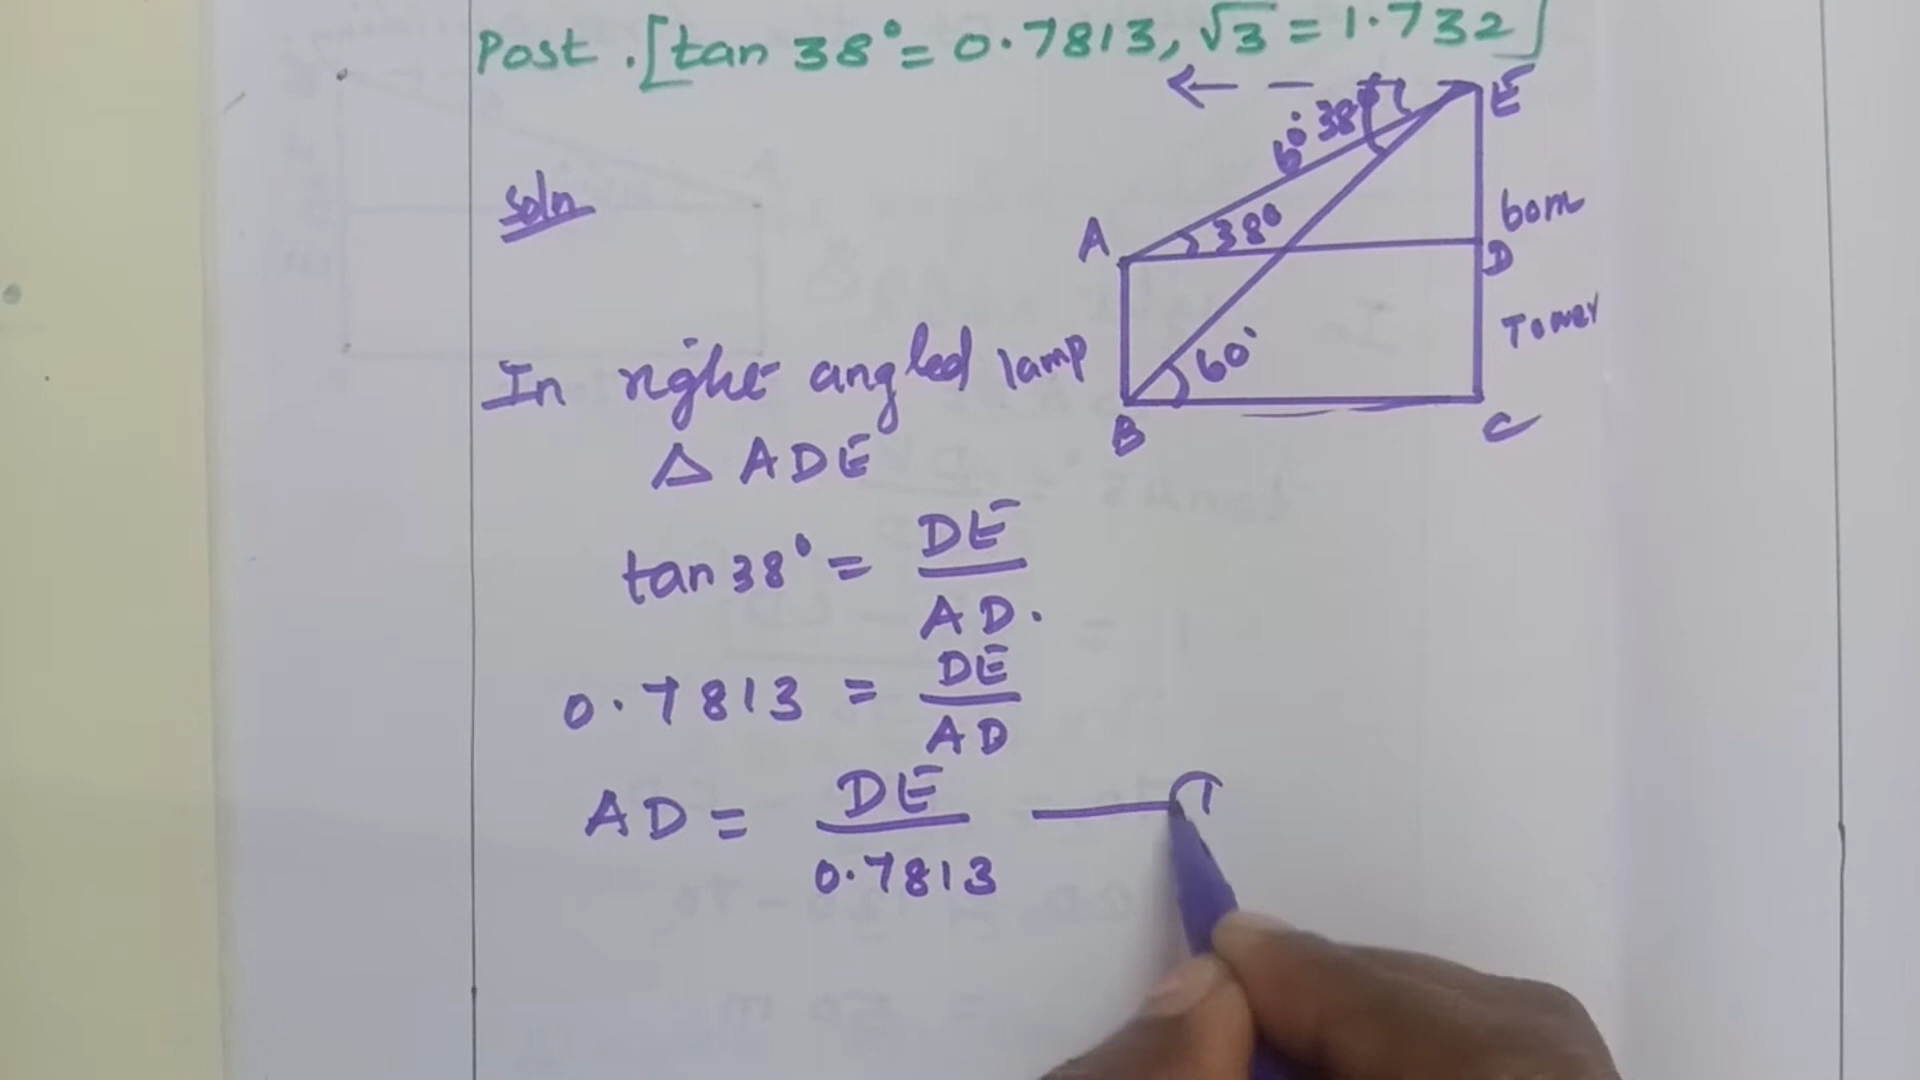 Post. [tan 38° = 0.7813, √3 = 1.732]
E
60° 38°
Soln
A
38°
60m
D
Tower
In right angled lamp
60°
B
C
Δ ADE
tan 38° = DE / AD.
0.7813 = DE / AD
AD = DE / 0.7813